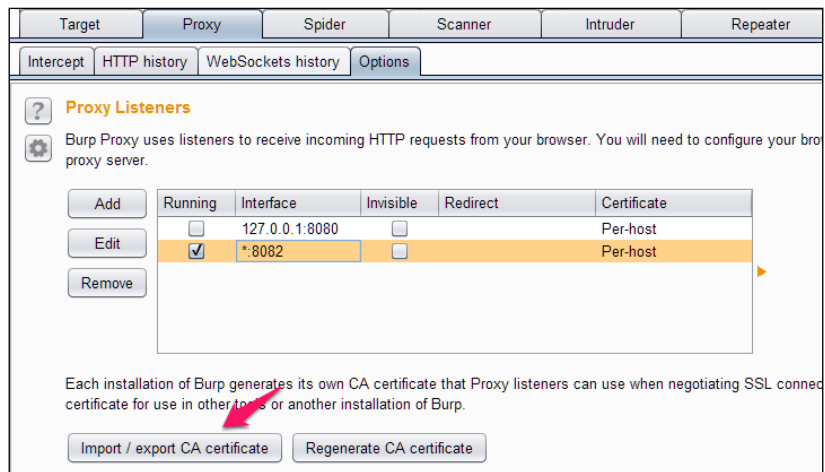 Target Proxy Spider Scanner Intruder Repeater
Intercept HTTP history WebSockets history Options
? Proxy Listeners
Burp Proxy uses listeners to receive incoming HTTP requests from your browser. You will need to configure your
proxy server.
Add Running Interface Invisible Redirect Certificate
127.0.0.1:8080 Per-host
Edit
*:8082 Per-host
Remove
Each installation of Burp generates its own CA certificate that Proxy listeners can use when negotiating SSL
certificate for use in other or another installation of Burp.
Import / export CA certificate Regenerate CA certificate